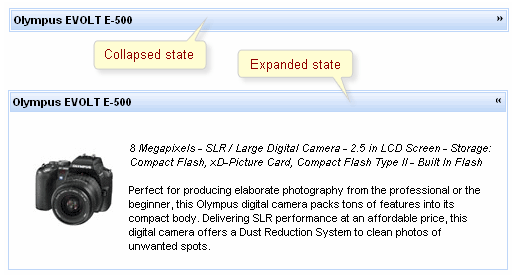 Olympus EVOLT E-500 »
Collapsed state
Expanded state
Olympus EVOLT E-500 «
8 Megapixels - SLR / Large Digital Camera - 2.5 in LCD Screen - Storage:
Compact Flash, xD-Picture Card, Compact Flash Type II - Built In Flash
Perfect for producing elaborate photography from the professional or the
beginner, this Olympus digital camera packs tons of features into its
compact body. Delivering SLR performance at an affordable price, this
digital camera offers a Dust Reduction System to clean photos of
unwanted spots.
OLYMPUS